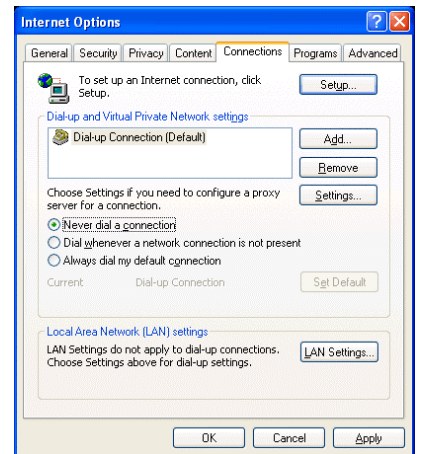 Internet Options
General Security Privacy Content Connections Programs Advanced
To set up an Internet connection, click
Setup.
Setup...
Dial-up and Virtual Private Network settings
Dial-up Connection (Default)
Add...
Remove
Choose Settings if you need to configure a proxy
server for a connection.
Settings...
Never dial a connection
Dial whenever a network connection is not present
Always dial my default connection
Current Dial-up Connection Set Default
Local Area Network (LAN) settings
LAN Settings do not apply to dial-up connections.
Choose Settings above for dial-up settings.
LAN Settings...
OK Cancel Apply